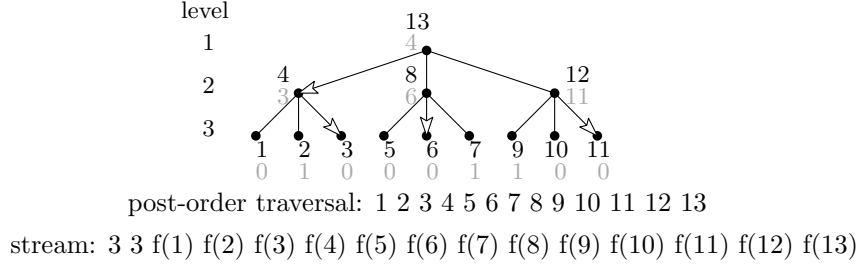 level
13
1 4
2 4 8 12
3 6 11
3
1 2 3 5 6 7 9 10 11
0 1 0 0 0 1 1 0 0
post-order traversal: 1 2 3 4 5 6 7 8 9 10 11 12 13
stream: 3 3 f(1) f(2) f(3) f(4) f(5) f(6) f(7) f(8) f(9) f(10) f(11) f(12) f(13)